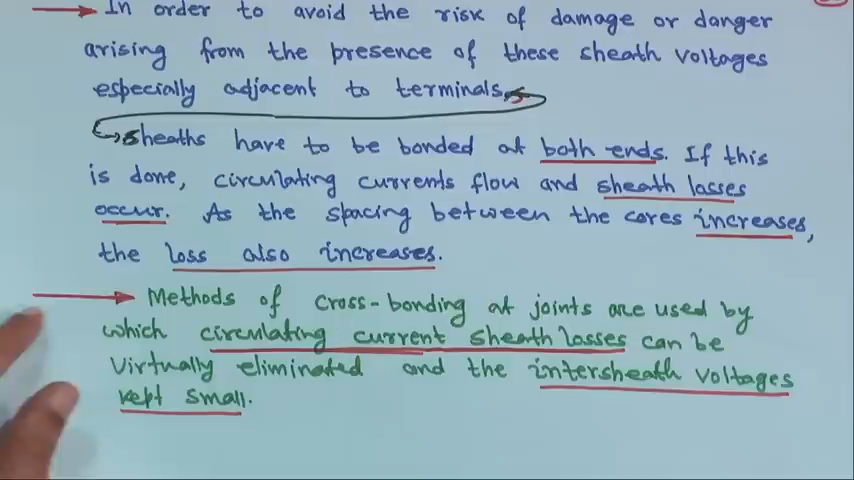 In order to avoid the risk of damage or danger
arising from the presence of these sheath voltages
especially adjacent to terminals,
sheaths have to be bonded at both ends. If this
is done, circulating currents flow and sheath losses
occur. As the spacing between the cores increases,
the loss also increases.
Methods of cross-bonding at joints are used by
which circulating current sheath losses can be
virtually eliminated and the intersheath voltages
kept small.